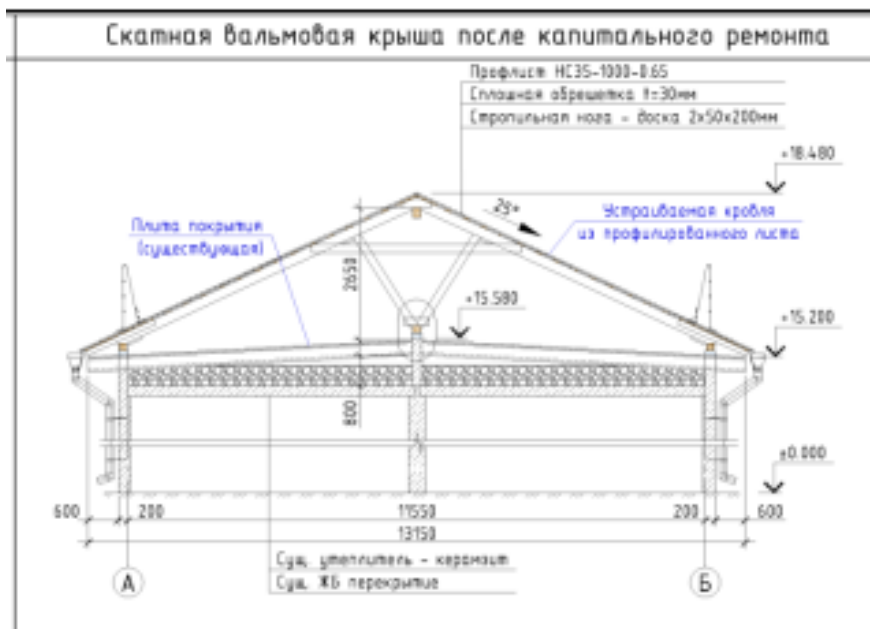 Скатная вальмовая крыша после капитального ремонта
Профлист НС35-1000-0.65
Сплошная обрешетка t=30мм
Стропильная нога - доска 2х50х200мм
+18.480
25°
Плита покрытия
(существующая)
Устраиваемая кровля
из профилированного листа
2650
+15.580
+15.200
800
±0.000
600
200
11550
200
600
13150
Сущ. утеплитель - керамзит
Сущ. ЖБ перекрытие
А
Б